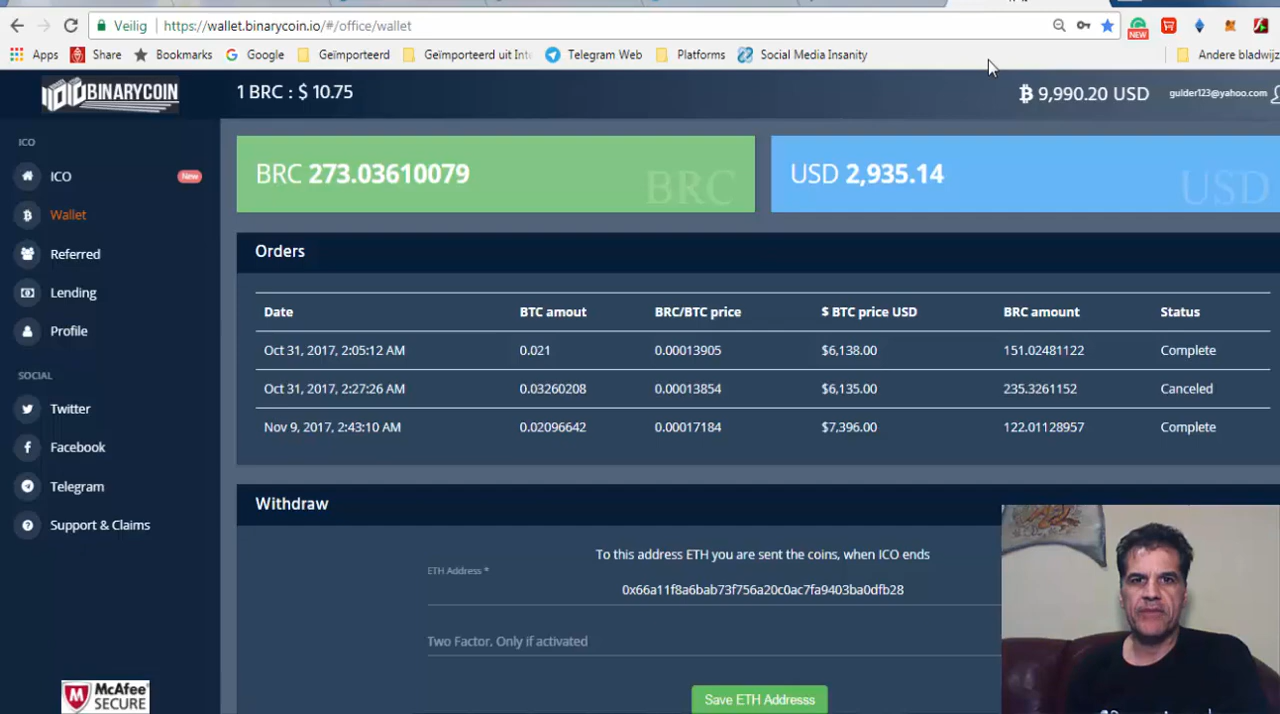 Veilig
https://wallet.binarycoin.io/#/office/wallet
NEW
Apps Share Bookmarks Google Geïmporteerd Geïmporteerd uit Inte Telegram Web Platforms Social Media Insanity Andere bladwijz
BINARYCOIN
1 BRC : $ 10.75
9,990.20 USD
gulder123@yahoo.com
ICO
ICO New
Wallet
Referred
Lending
Profile
SOCIAL
Twitter
Facebook
Telegram
Support & Claims
McAfee
SECURE
BRC 273.03610079 BRC
USD 2,935.14 USD
Orders
Date BTC amout BRC/BTC price $ BTC price USD BRC amount Status
Oct 31, 2017, 2:05:12 AM 0.021 0.00013905 $6,138.00 151.02481122 Complete
Oct 31, 2017, 2:27:26 AM 0.03260208 0.00013854 $6,135.00 235.3261152 Canceled
Nov 9, 2017, 2:43:10 AM 0.02096642 0.00017184 $7,396.00 122.01128957 Complete
Withdraw
To this address ETH you are sent the coins, when ICO ends
ETH Address *
0x66a11f8a6bab73f756a20c0ac7fa9403ba0dfb28
Two Factor, Only if activated
Save ETH Addresss